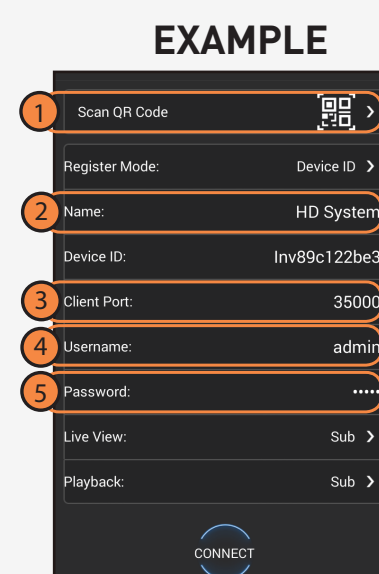 EXAMPLE
1 Scan QR Code
Register Mode: Device ID
2 Name: HD System
Device ID: Inv89c122be3
3 Client Port: 35000
4 Username: admin
5 Password: •••••
Live View: Sub
Playback: Sub
CONNECT